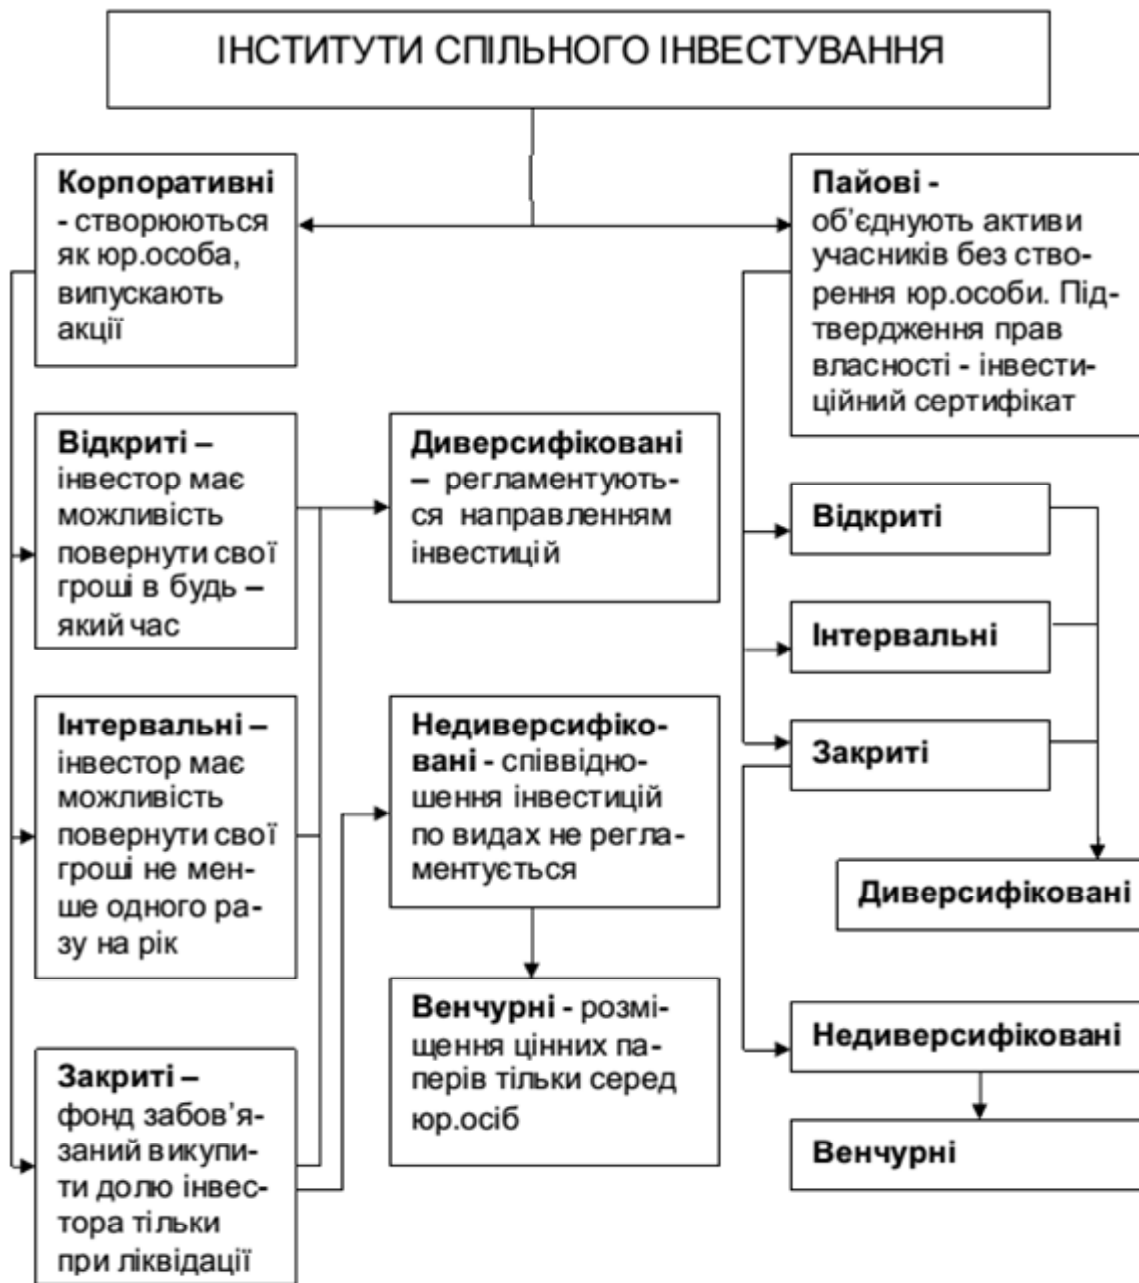 ІНСТИТУТИ СПІЛЬНОГО ІНВЕСТУВАННЯ
Корпоративні
- створюються
як юр.особа,
випускають
акції
Пайові -
об’єднують активи
учасників без ство-
рення юр.особи. Під-
твердження прав
власності - інвести-
ційний сертифікат
Відкриті –
інвестор має
можливість
повернути свої
гроші в будь –
який час
Диверсифіковані
– регламентують-
ся направленням
інвестицій
Відкриті
Інтервальні
Закриті
Інтервальні –
інвестор має
можливість
повернути свої
гроші не мен-
ше одного ра-
зу на рік
Недиверсифіко-
вані - співвідно-
шення інвестицій
по видах не регла-
ментується
Диверсифіковані
Венчурні - розмі-
щення цінних па-
перів тільки серед
юр.осіб
Недиверсифіковані
Венчурні
Закриті –
фонд забов’я-
заний викупи-
ти долю інвес-
тора тільки
при ліквідації